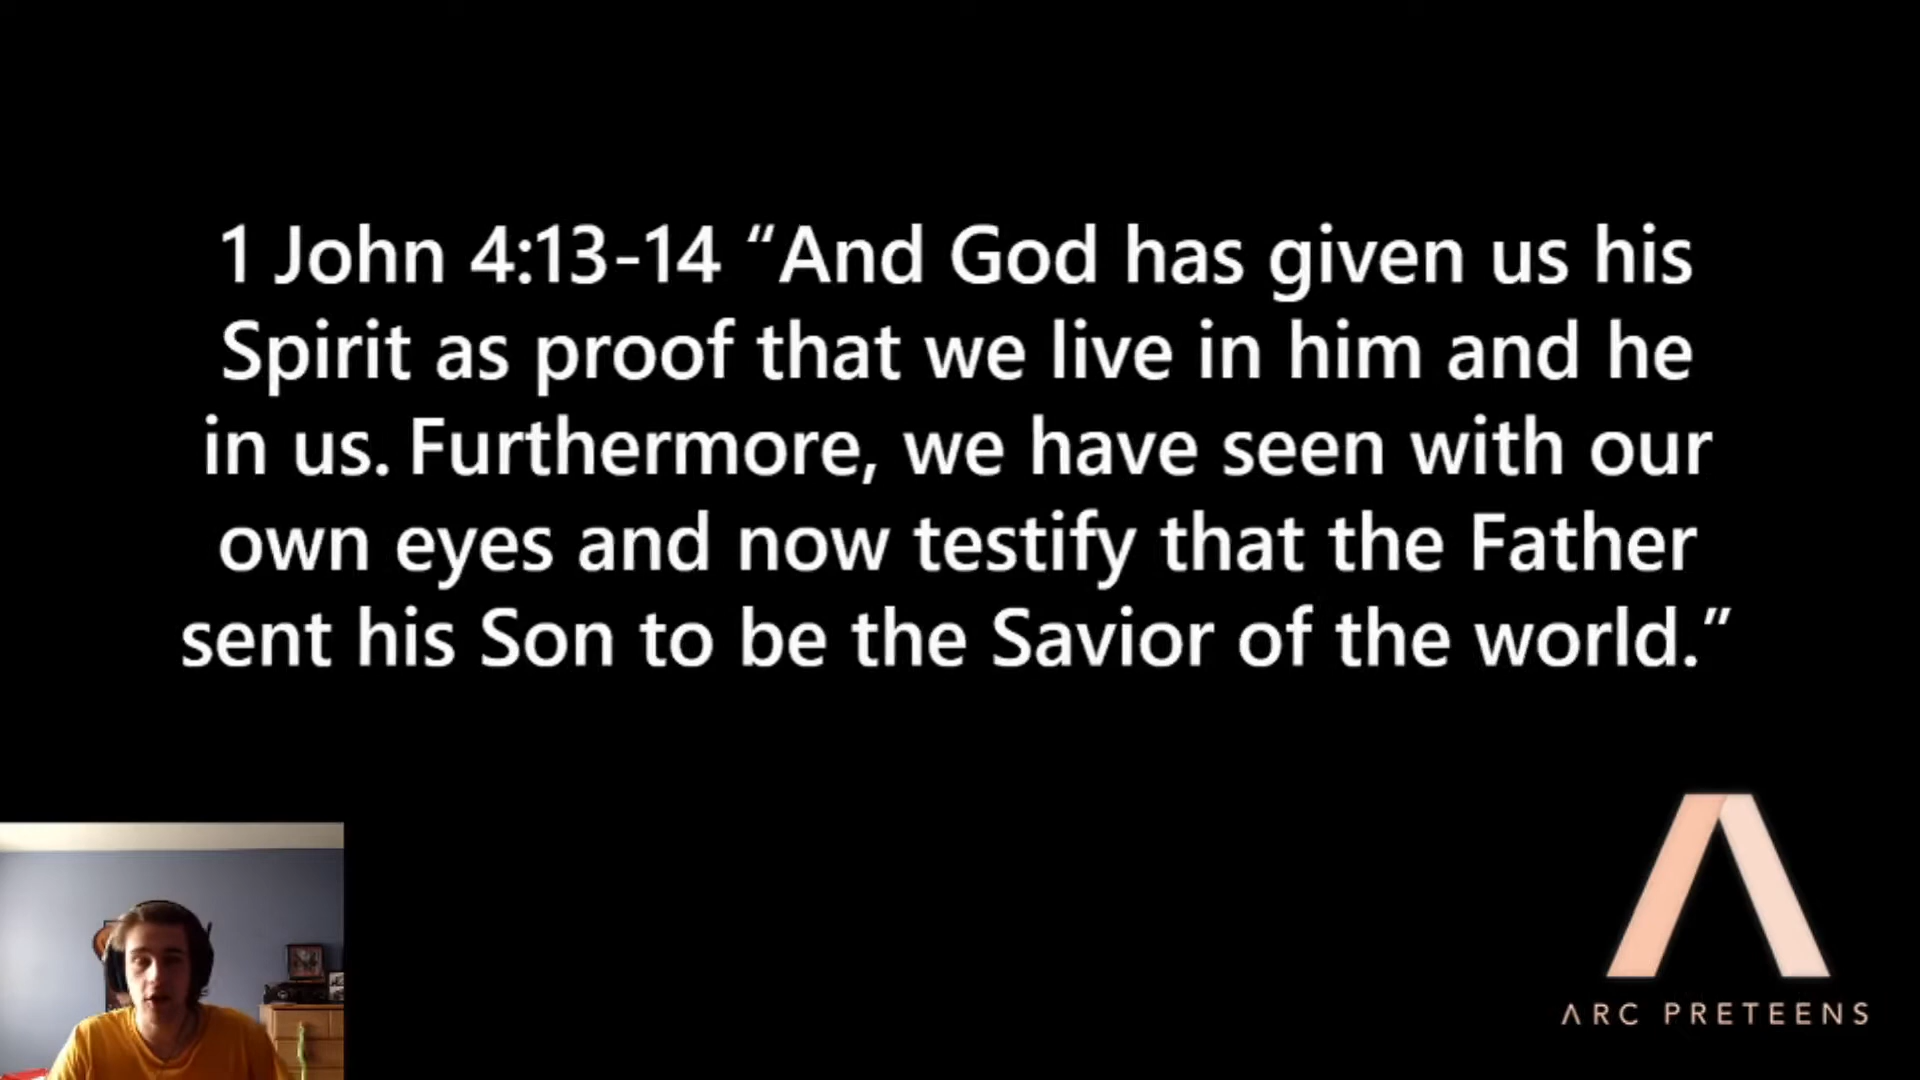 1 John 4:13-14 “And God has given us his
Spirit as proof that we live in him and he
in us. Furthermore, we have seen with our
own eyes and now testify that the Father
sent his Son to be the Savior of the world.”
ARC PRETEENS